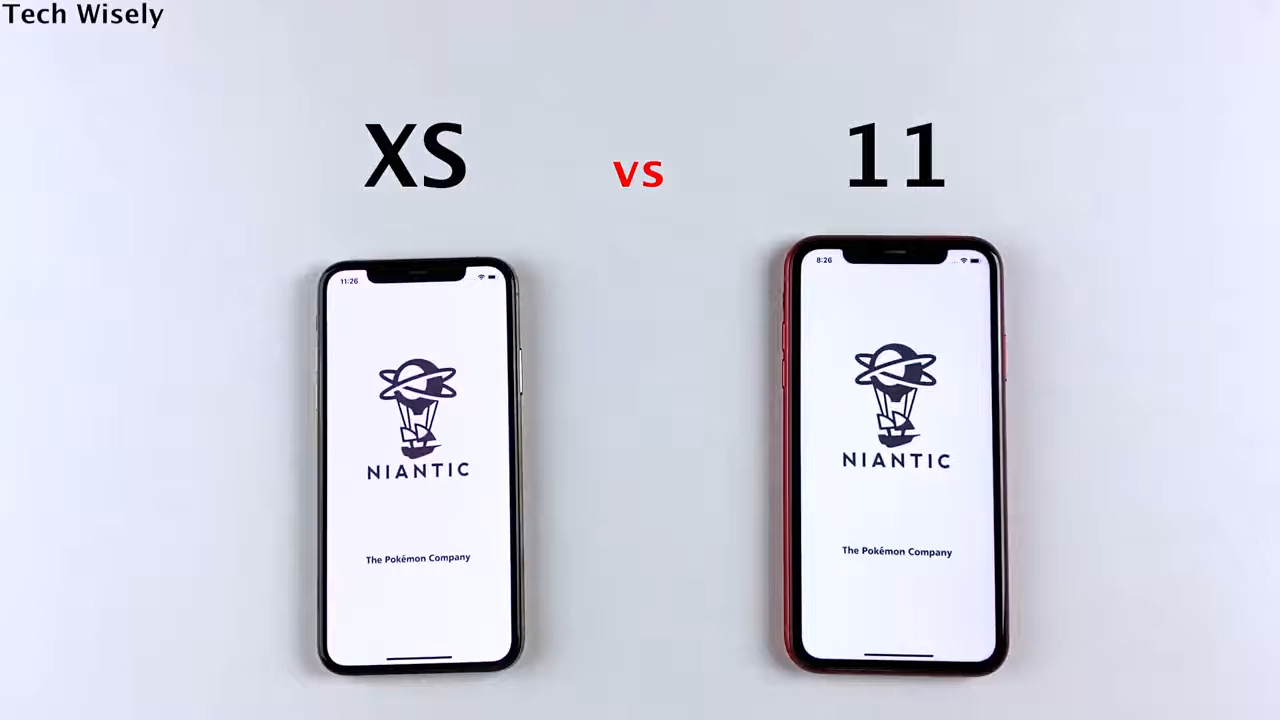 Tech Wisely
XS vs 11
11:26
8:26
NIANTIC
NIANTIC
The Pokémon Company
The Pokémon Company